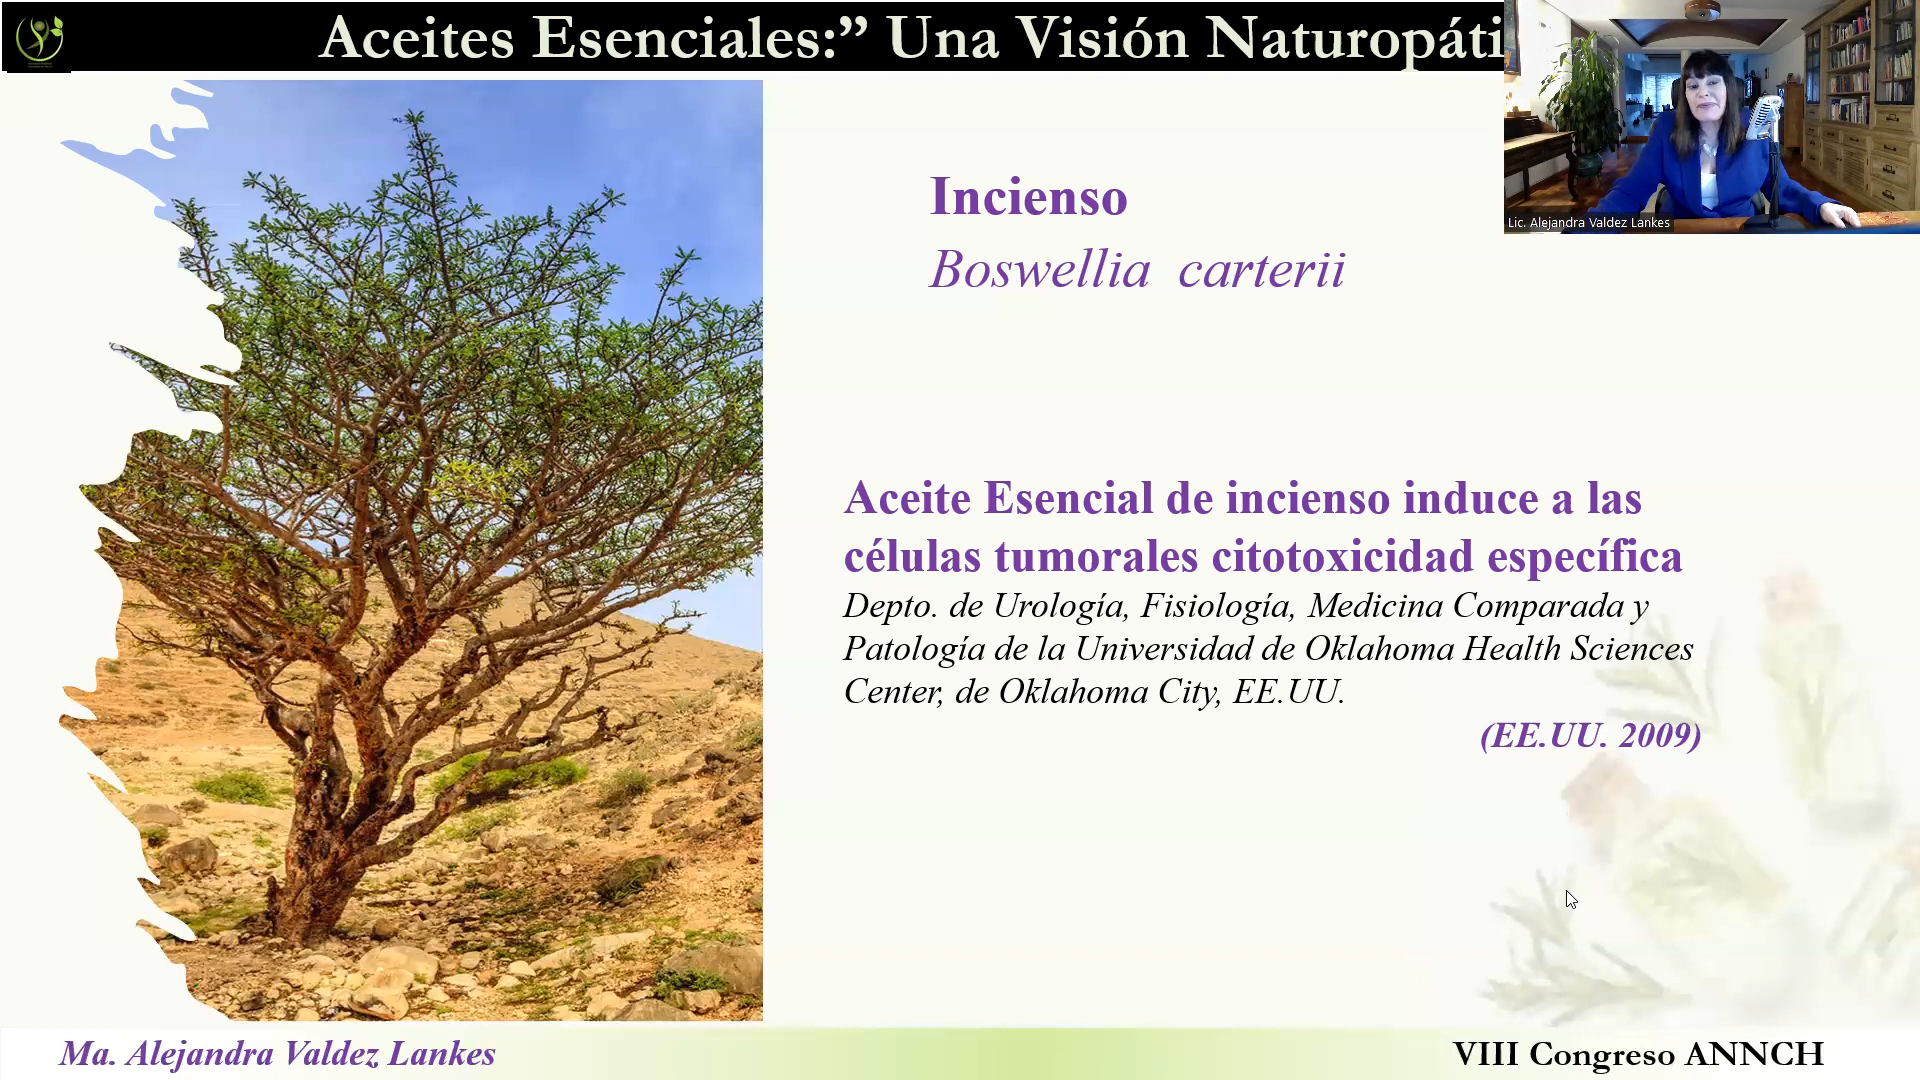 Aceites Esenciales:” Una Visión Naturopáti
Lic. Alejandra Valdez Lankes
Incienso
Boswellia carterii
Aceite Esencial de incienso induce a las
células tumorales citotoxicidad específica
Depto. de Urología, Fisiología, Medicina Comparada y
Patología de la Universidad de Oklahoma Health Sciences
Center, de Oklahoma City, EE.UU.
(EE.UU. 2009)
Ma. Alejandra Valdez Lankes
VIII Congreso ANNCH